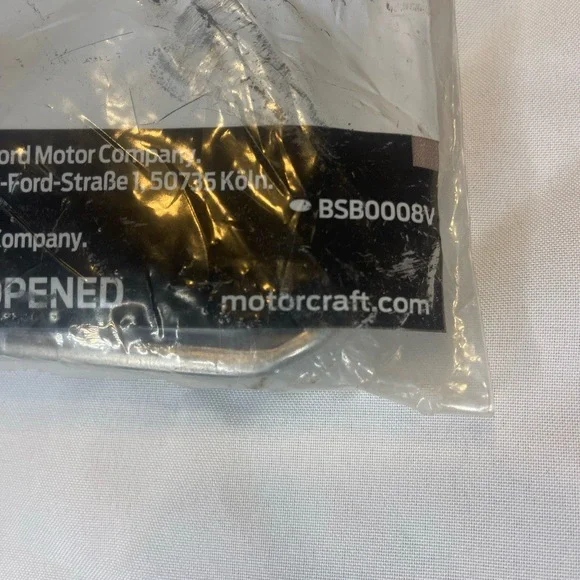 ord Motor Company.
-Ford-Straße 1, 50735 Köln.
BSB0008V
Company.
OPENED
motorcraft.com